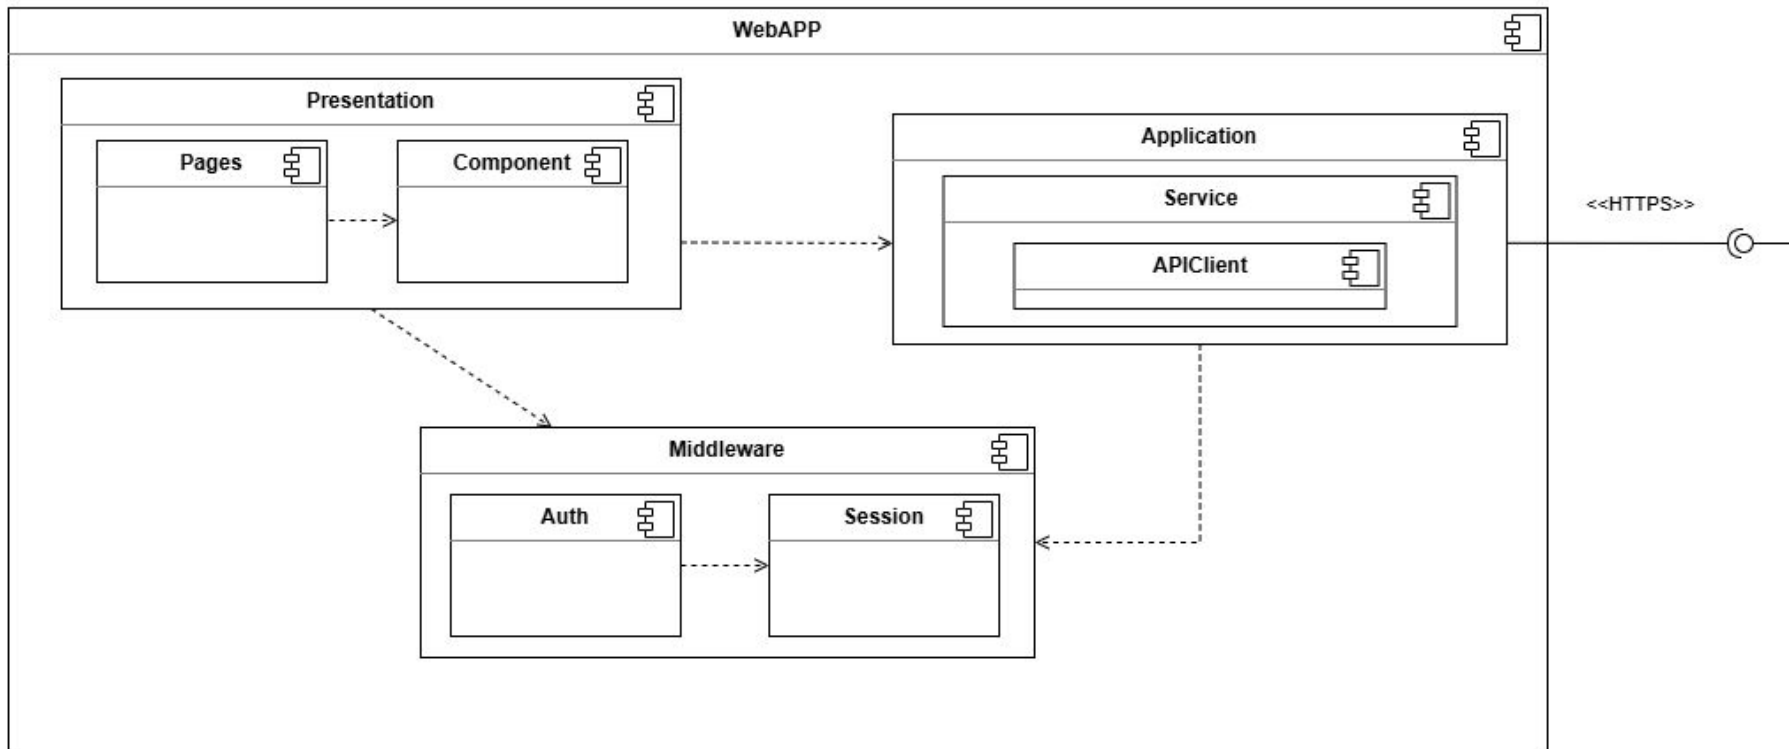 WebAPP
Presentation
Pages
Component
Application
Service
APIClient
<<HTTPS>>
Middleware
Auth
Session